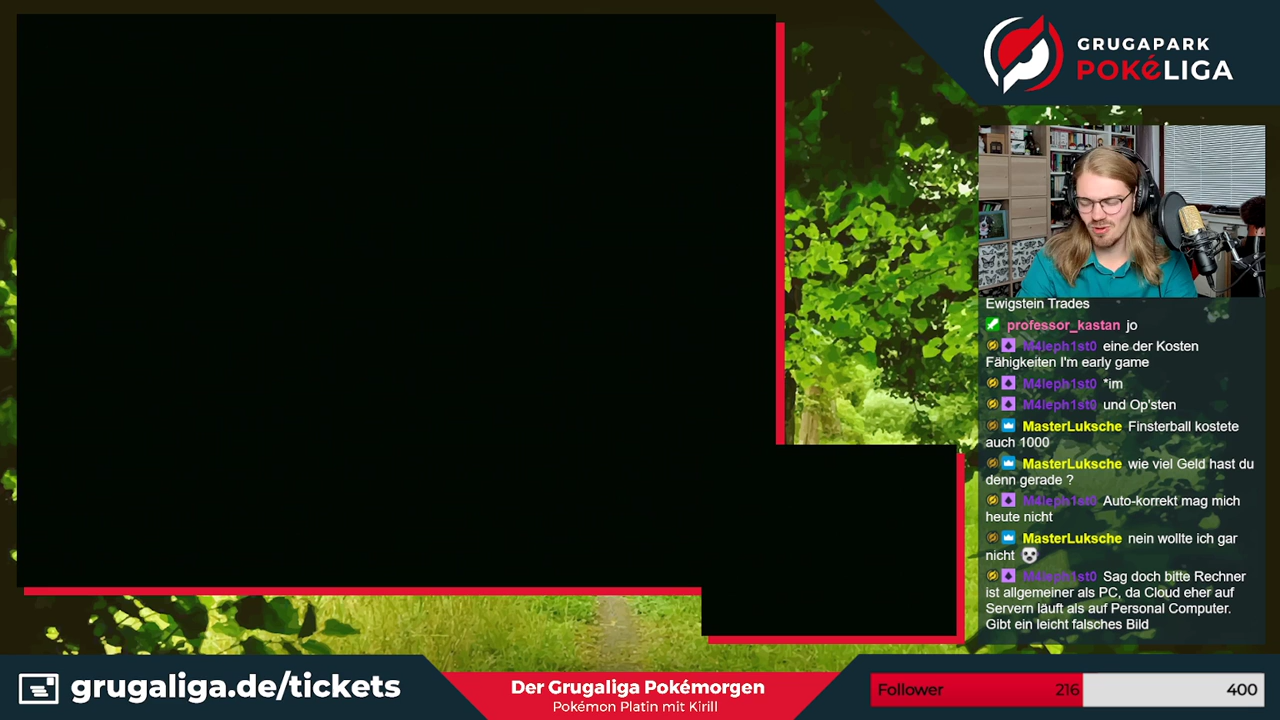 GRUGAPARK
POKéLIGA
Ewigstein Trades
professor_kastan jo
M4leph1st0 eine der Kosten
Fähigkeiten I'm early game
M4leph1st0 *im
M4leph1st0 und Op'sten
MasterLuksche Finsterball kostete
auch 1000
MasterLuksche wie viel Geld hast du
denn gerade ?
M4leph1st0 Auto-korrekt mag mich
heute nicht
MasterLuksche nein wollte ich gar
nicht
M4leph1st0 Sag doch bitte Rechner
ist allgemeiner als PC, da Cloud eher auf
Servern läuft als auf Personal Computer.
Gibt ein leicht falsches Bild
grugaliga.de/tickets
Der Grugaliga Pokémorgen
Pokémon Platin mit Kirill
Follower 216 400